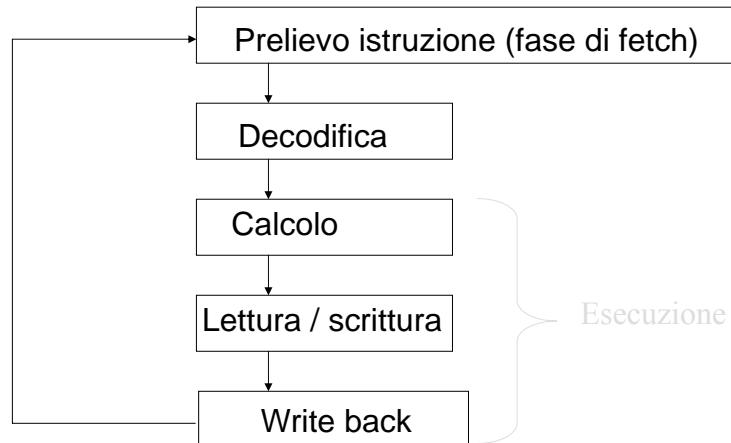 Prelievo istruzione (fase di fetch)
Decodifica
Calcolo
Lettura / scrittura
Esecuzione
Write back